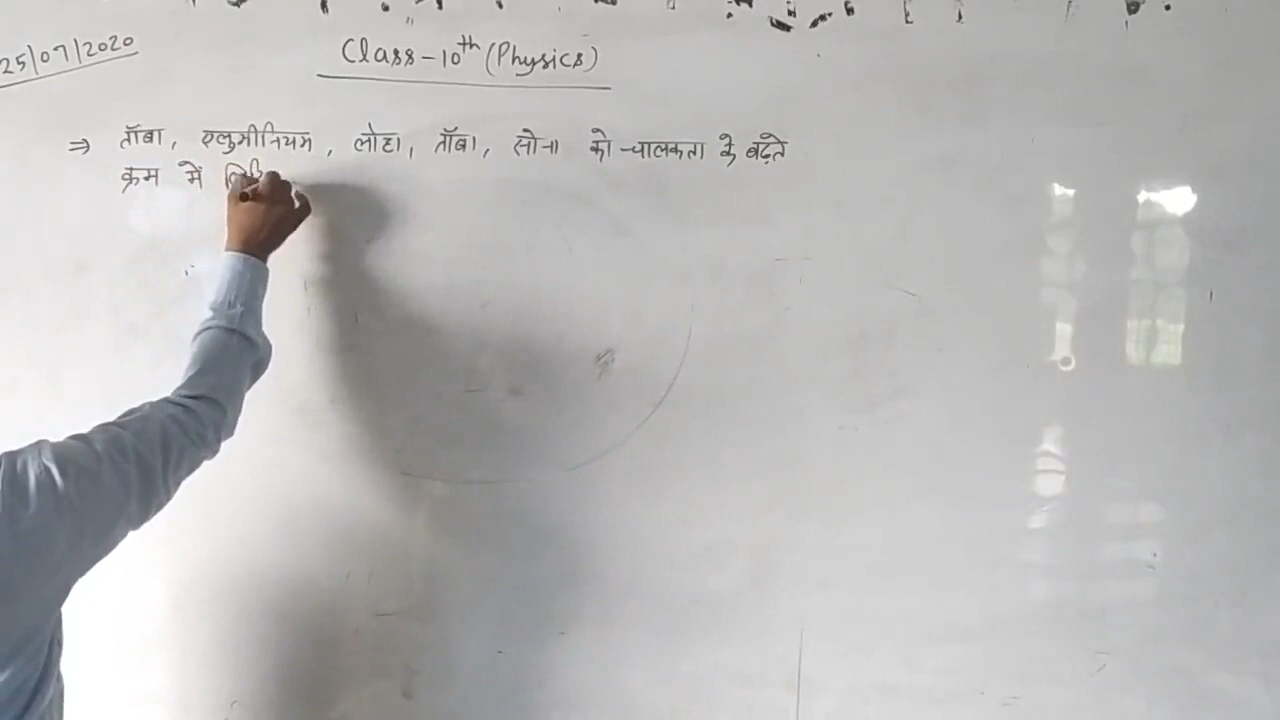 25/07/2020
Class-10th (Physics)
⇒ ताँबा, एलुमीनियम, लोहा, ताँबा, सोना को चालकता के बढ़ते
क्रम में